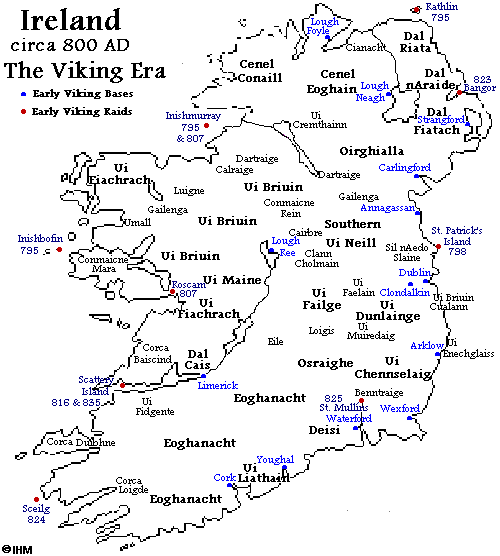 Ireland
circa 800 AD
The Viking Era
Early Viking Bases
Early Viking Raids
Rathlin
795
Lough
Foyle
Cianacht
Dal
Riata
Cenel
Conaill
Cenel
Eoghain
Lough
Neagh
Dal
nAraide
823
Bangor
Inishmurray
795
& 807
Ui
Cremthainn
Strangford
Dal
Fiatach
Oirghialla
Dartraige
Calraige
Dartraige
Carlingford
Ui
Fiachrach
Luigne
Ui Briuin
Gailenga
Gailenga
Conmaicne
Kein
Annagassan
Umall
Ui Briuin
Southern
Ui Neill
St. Patrick's
Island
798
Cairbre
Inishbofin
795
Lough
Ree
Clann
Cholmain
Sil nAedo
Slaine
Conmaicne
Mara
Ui Briuin
Dublin
Clondalkin
Roscam
807
Ui Maine
Ui
Fiachrach
Ui
Failge
Ui
Faelain
Ui
Dunlainge
Ui Briuin
Cualann
Loigis
Ui
Muiredaig
Corca
Baiscind
Dal
Cais
Eile
Arklow
Ui
Enechglaiss
Osraighe
Ui
Chennselaig
Scattery
Island
816 & 835
Limerick
Ui
Fidgente
Eoghanacht
825
St. Mullins
Benntraige
Waterford
Wexford
Deisi
Corca Duibhne
Eoghanacht
Youghal
Ui
Liathain
Cork
Corca
Loigde
Eoghanacht
Sceilg
824
©IHM